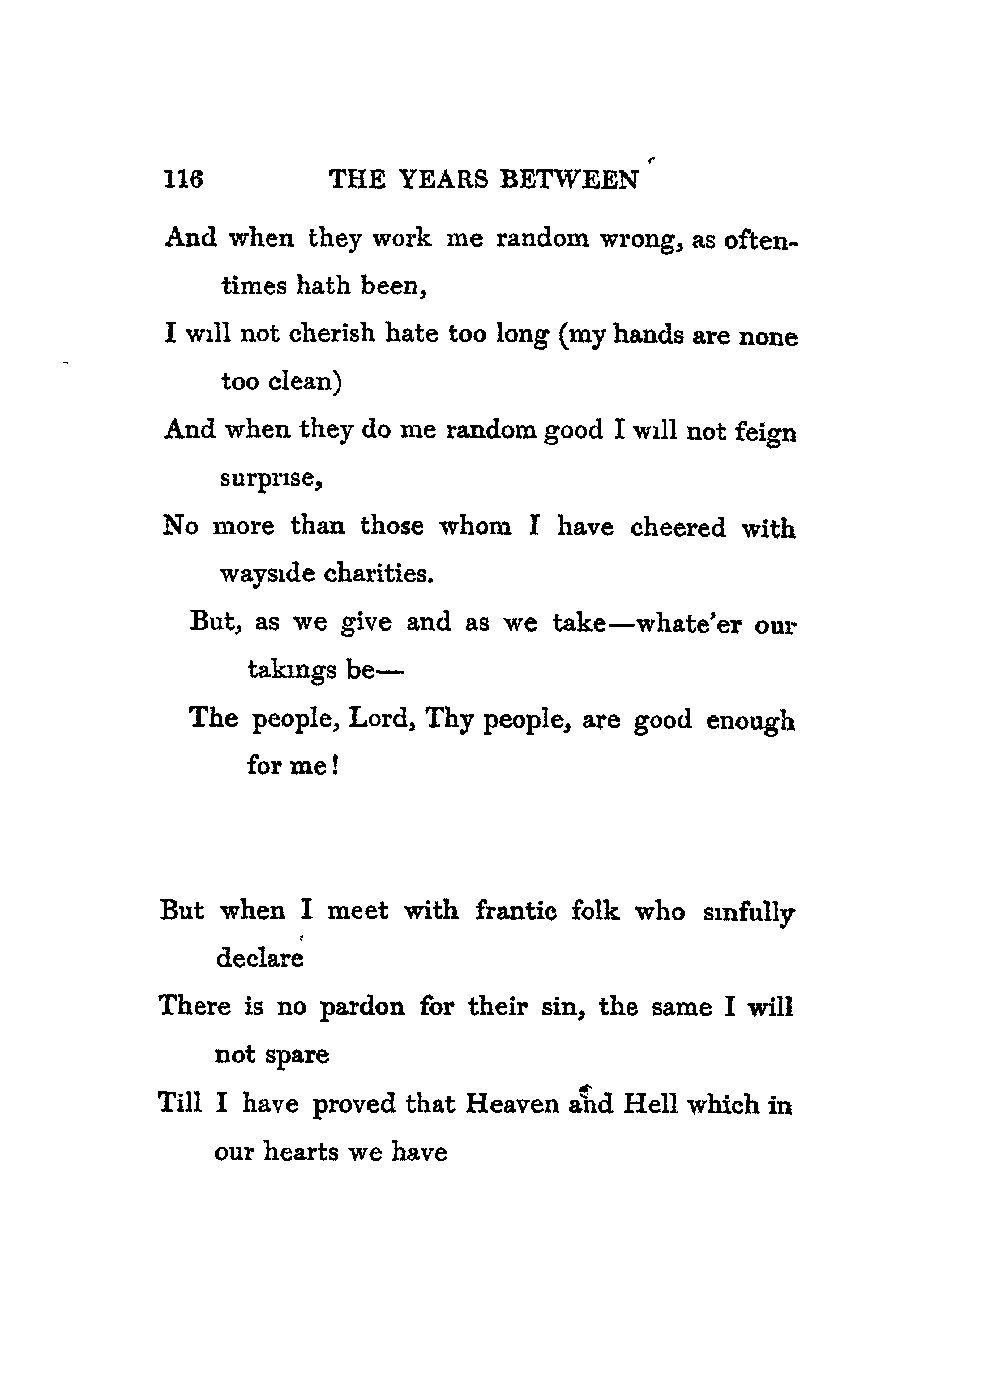 116 THE YEARS BETWEEN
And when they work me random wrong, as often-
times hath been,
I will not cherish hate too long (my hands are none
too clean)
And when they do me random good I will not feign
surprise,
No more than those whom I have cheered with
wayside charities.
But, as we give and as we take—whate'er our
takings be—
The people, Lord, Thy people, are good enough
for me!
But when I meet with frantic folk who sinfully
declare
There is no pardon for their sin, the same I will
not spare
Till I have proved that Heaven and Hell which in
our hearts we have